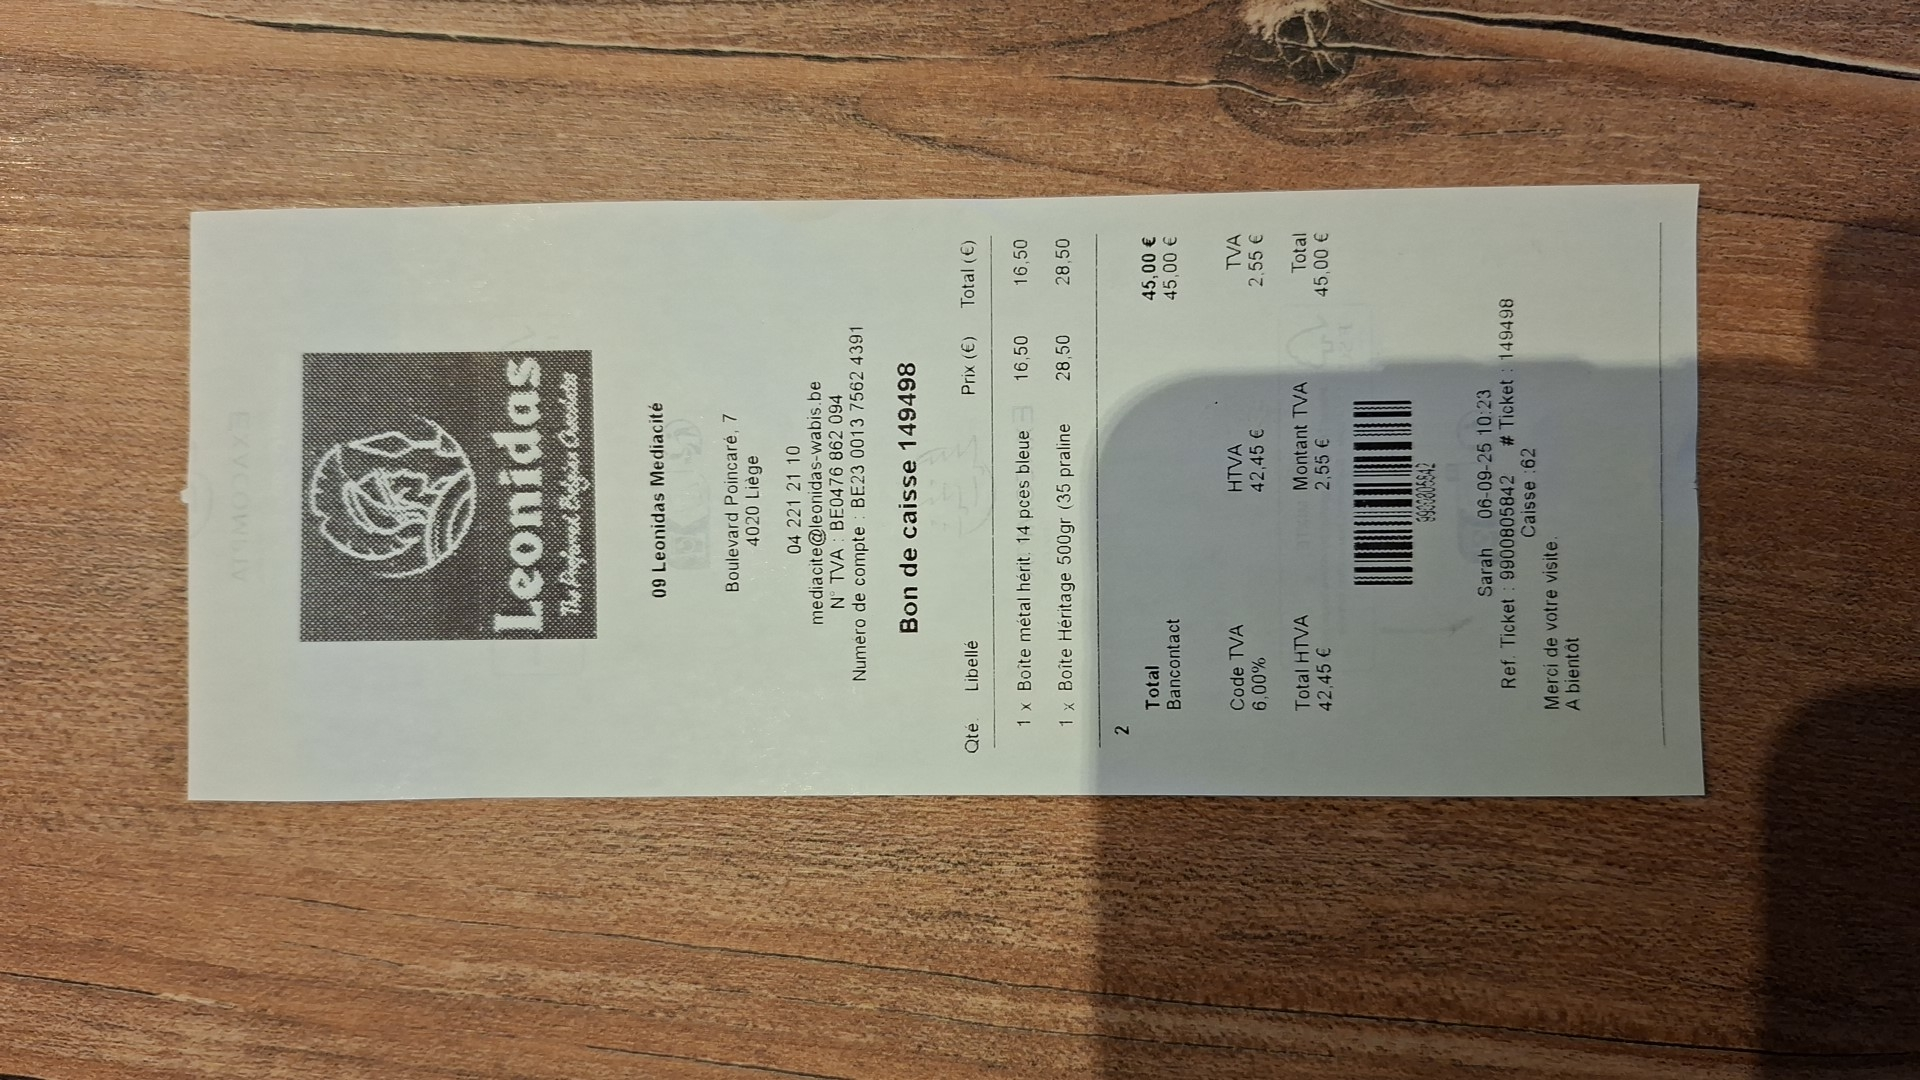 Leonidas
The Original Belgian Chocolates
09 Leonidas Mediacité
Boulevard Poincaré, 7
4020 Liège
04 221 21 10
mediacite@leonidas-wabis.be
N° TVA : BE0476 862 094
Numéro de compte : BE23 0013 7562 4391
Bon de caisse 149498
Qté. Libellé Prix (€) Total (€)
1 x Boite métal hérit. 14 pces bleue 16,50 16,50
1 x Boîte Héritage 500gr (35 praline 28,50 28,50
2
Total 45,00 €
Bancontact 45,00 €
Code TVA HTVA TVA
6,00% 42,45 € 2,55 €
Total HTVA Montant TVA Total
42,45 € 2,55 € 45,00 €
9900805842
Sarah 06-09-25 10:23
Ref. Ticket : 9900805842 # Ticket : 149498
Caisse :62
Merci de votre visite.
A bientôt